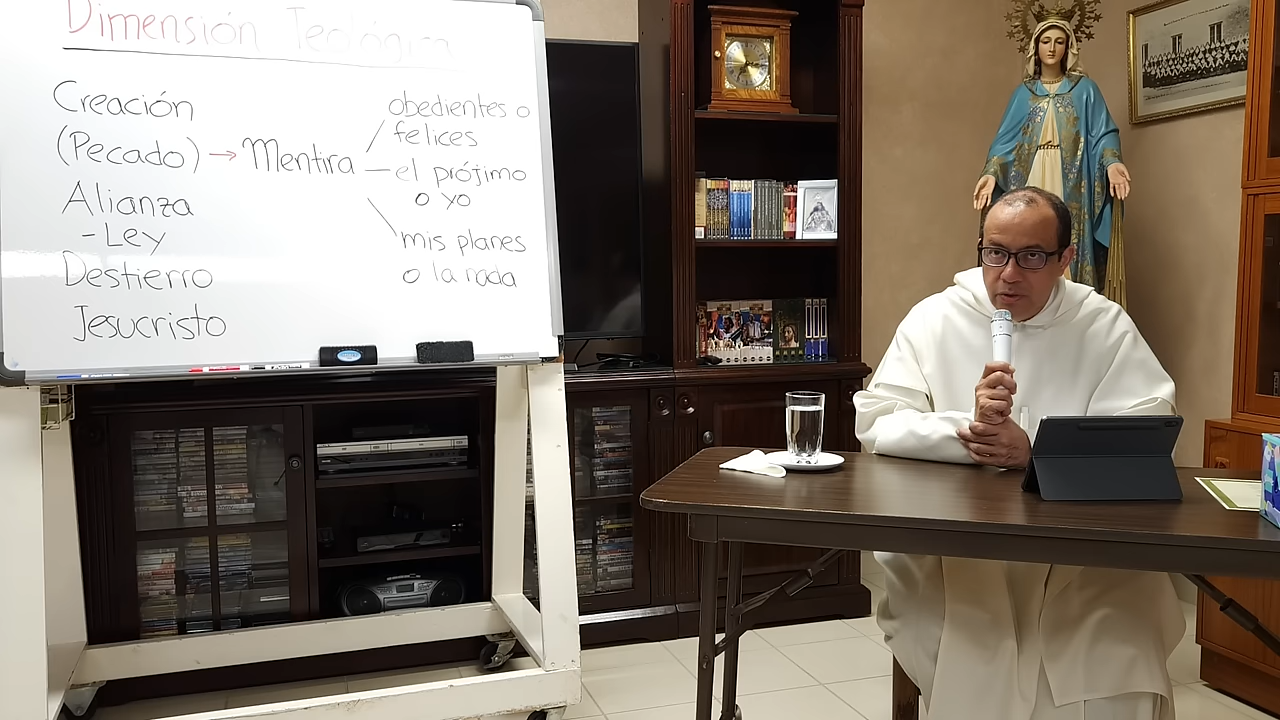 Dimensión Teológica
Creación
(Pecado) → Mentira
Alianza
- Ley
Destierro
Jesucristo
obedientes o
felices
el prójimo
o yo
mis planes
o la nada